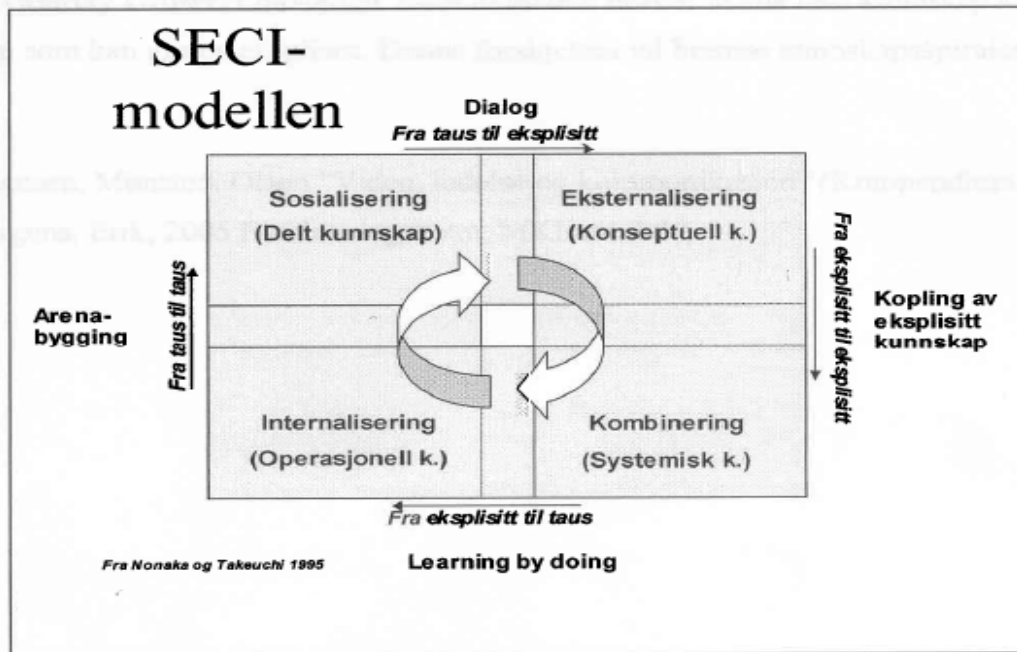 SECI-
modellen
Dialog
Fra taus til eksplisitt
Sosialisering
(Delt kunnskap)
Eksternalisering
(Konseptuell k.)
Arena-
bygging
Fra taus til taus
Fra eksplisitt til eksplisitt
Kopling av
eksplisitt
kunnskap
Internalisering
(Operasjonell k.)
Kombinering
(Systemisk k.)
Fra eksplisitt til taus
Learning by doing
Fra Nonaka og Takeuchi 1995